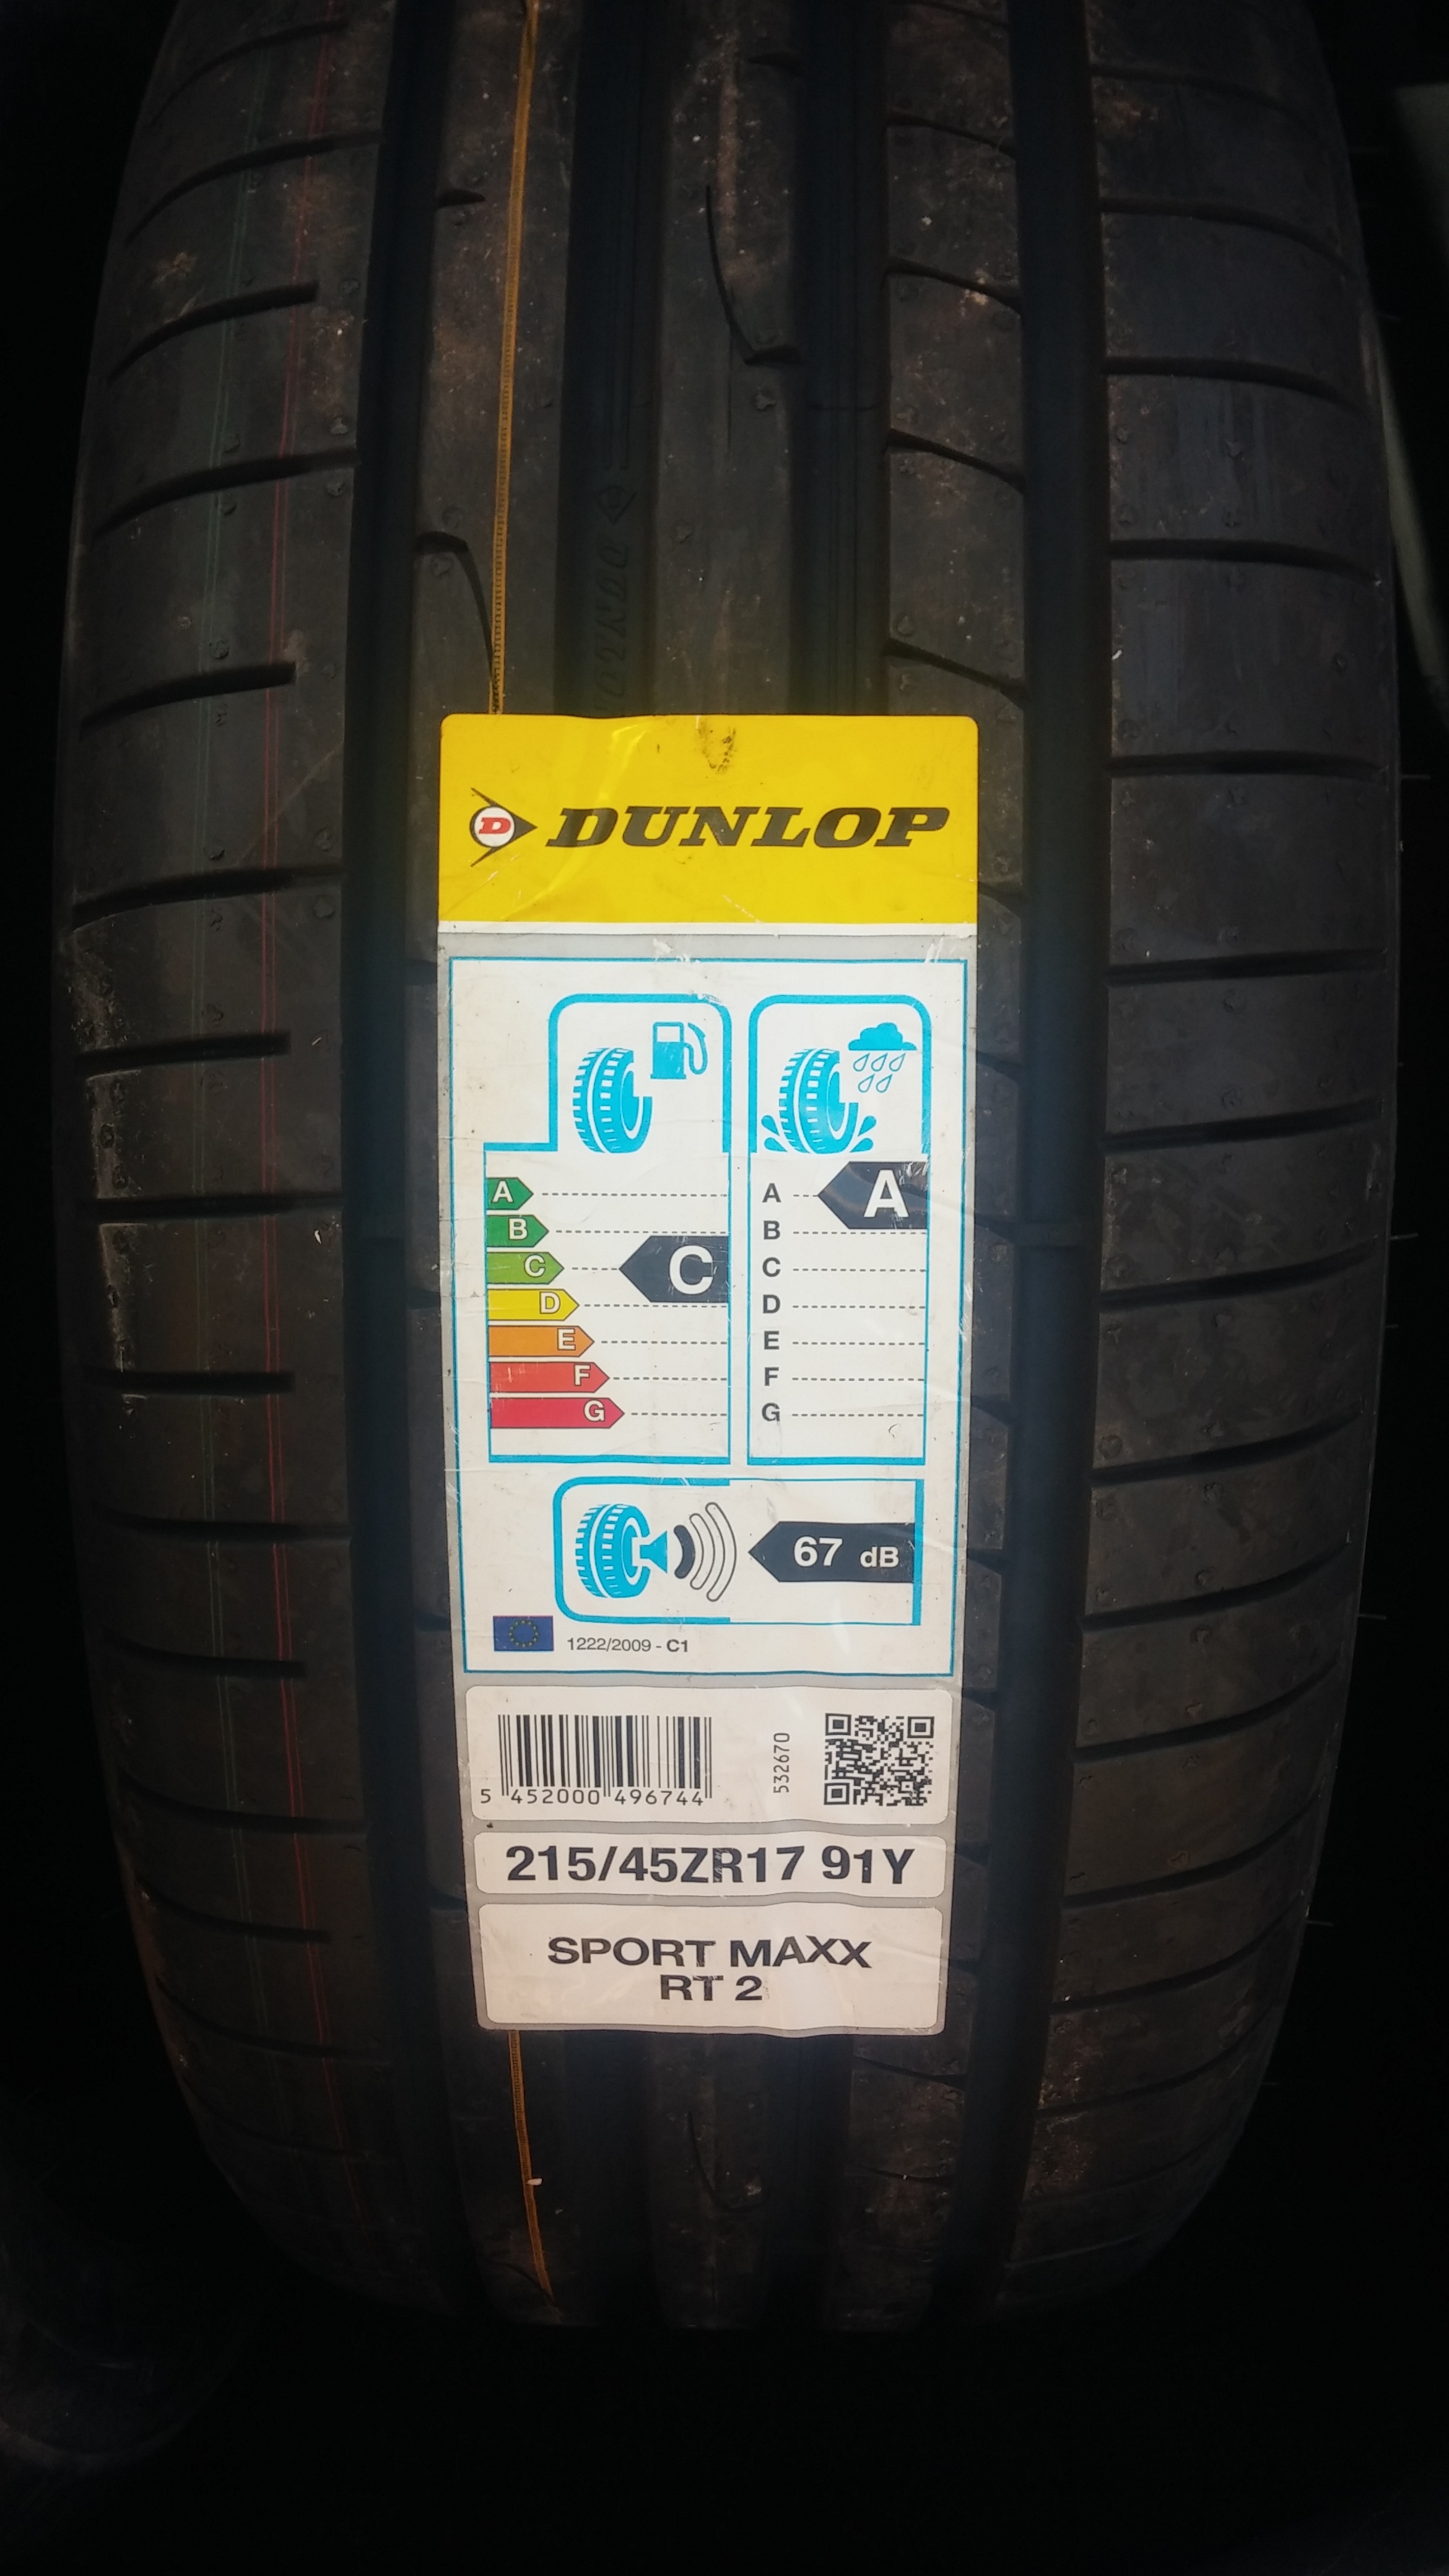 D DUNLOP
A
B
C
D
E
F
G
C
A
B
C
D
E
F
G
A
67 dB
1222/2009 - C1
5 452000 496744
532670
215/45ZR17 91Y
SPORT MAXX
RT 2